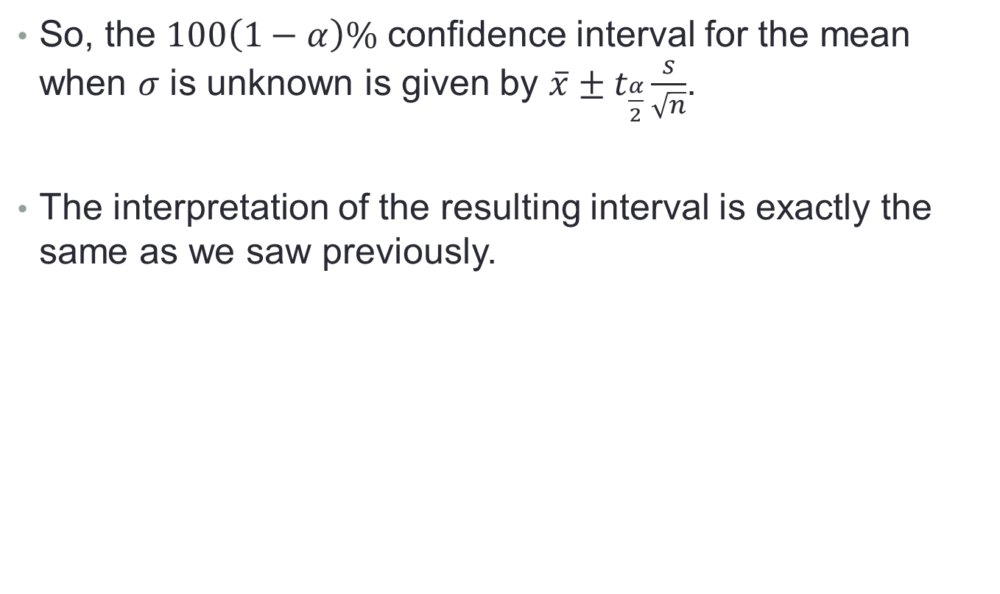 • So, the 100(1 − α)% confidence interval for the mean
when σ is unknown is given by x̄ ± t_{α/2} s/√n.
• The interpretation of the resulting interval is exactly the
same as we saw previously.